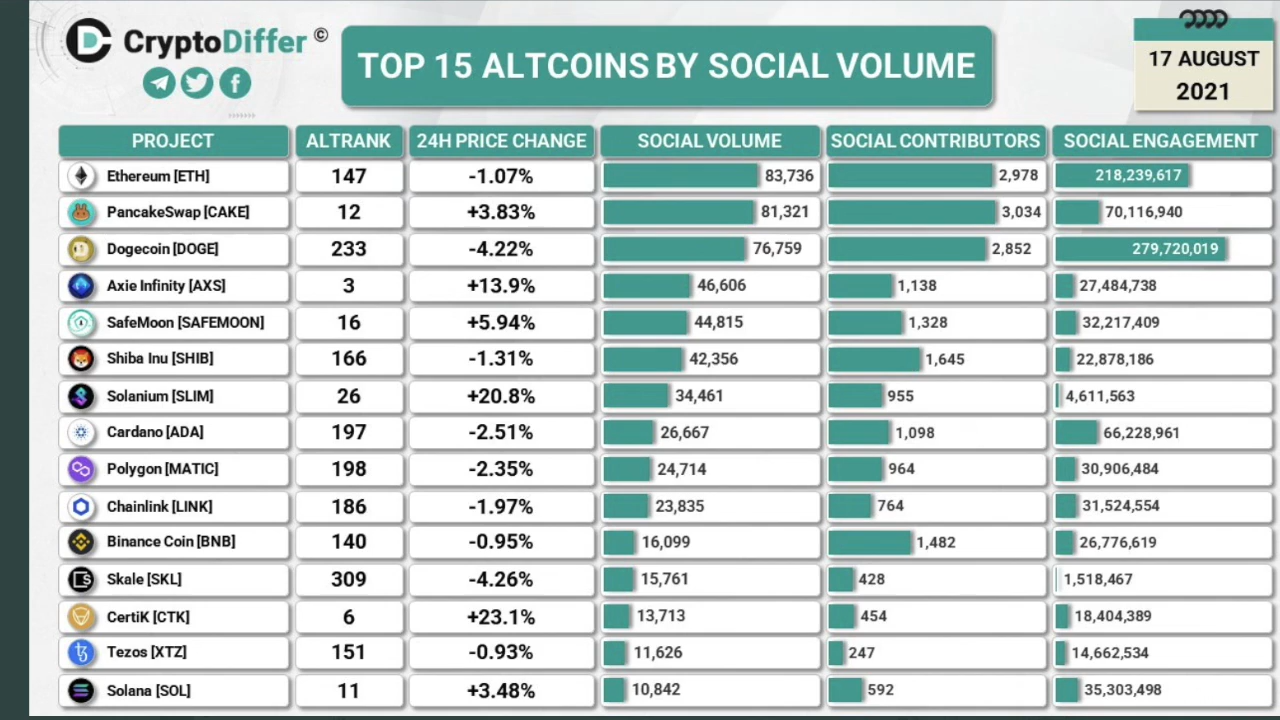 CryptoDiffer ©
TOP 15 ALTCOINS BY SOCIAL VOLUME
17 AUGUST
2021
PROJECT ALTRANK 24H PRICE CHANGE SOCIAL VOLUME SOCIAL CONTRIBUTORS SOCIAL ENGAGEMENT
Ethereum [ETH] 147 -1.07% 83,736 2,978 218,239,617
PancakeSwap [CAKE] 12 +3.83% 81,321 3,034 70,116,940
Dogecoin [DOGE] 233 -4.22% 76,759 2,852 279,720,019
Axie Infinity [AXS] 3 +13.9% 46,606 1,138 27,484,738
SafeMoon [SAFEMOON] 16 +5.94% 44,815 1,328 32,217,409
Shiba Inu [SHIB] 166 -1.31% 42,356 1,645 22,878,186
Solanium [SLIM] 26 +20.8% 34,461 955 4,611,563
Cardano [ADA] 197 -2.51% 26,667 1,098 66,228,961
Polygon [MATIC] 198 -2.35% 24,714 964 30,906,484
Chainlink [LINK] 186 -1.97% 23,835 764 31,524,554
Binance Coin [BNB] 140 -0.95% 16,099 1,482 26,776,619
Skale [SKL] 309 -4.26% 15,761 428 1,518,467
CertiK [CTK] 6 +23.1% 13,713 454 18,404,389
Tezos [XTZ] 151 -0.93% 11,626 247 14,662,534
Solana [SOL] 11 +3.48% 10,842 592 35,303,498